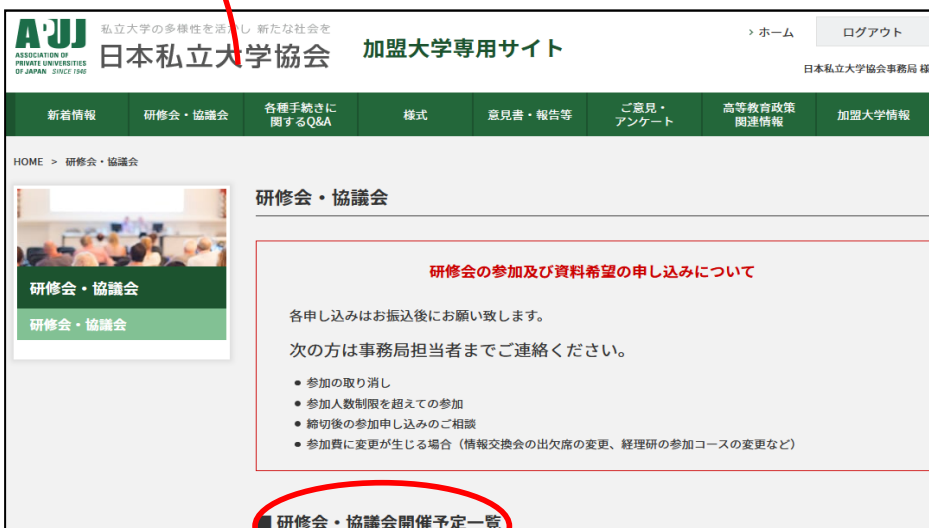 APUJ
ASSOCIATION OF
PRIVATE UNIVERSITIES
OF JAPAN SINCE 1946
私立大学の多様性を活かし 新たな社会を
日本私立大学協会
加盟大学専用サイト
› ホーム
ログアウト
日本私立大学協会事務局 様
新着情報
研修会・協議会
各種手続きに
関するQ&A
様式
意見書・報告等
ご意見・
アンケート
高等教育政策
関連情報
加盟大学情報
HOME > 研修会・協議会
研修会・協議会
研修会・協議会
研修会・協議会
研修会の参加及び資料希望の申し込みについて
各申し込みはお振込後にお願い致します。
次の方は事務局担当者までご連絡ください。
● 参加の取り消し
● 参加人数制限を超えての参加
● 締切後の参加申し込みのご相談
● 参加費に変更が生じる場合（情報交換会の出欠席の変更、経理研の参加コースの変更など）
■ 研修会・協議会開催予定一覧